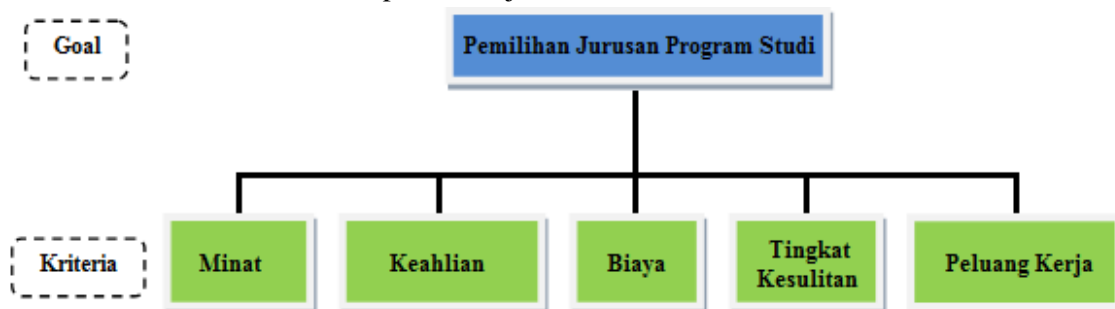 Goal
Pemilihan Jurusan Program Studi
Kriteria
Minat
Keahlian
Biaya
Tingkat
Kesulitan
Peluang Kerja